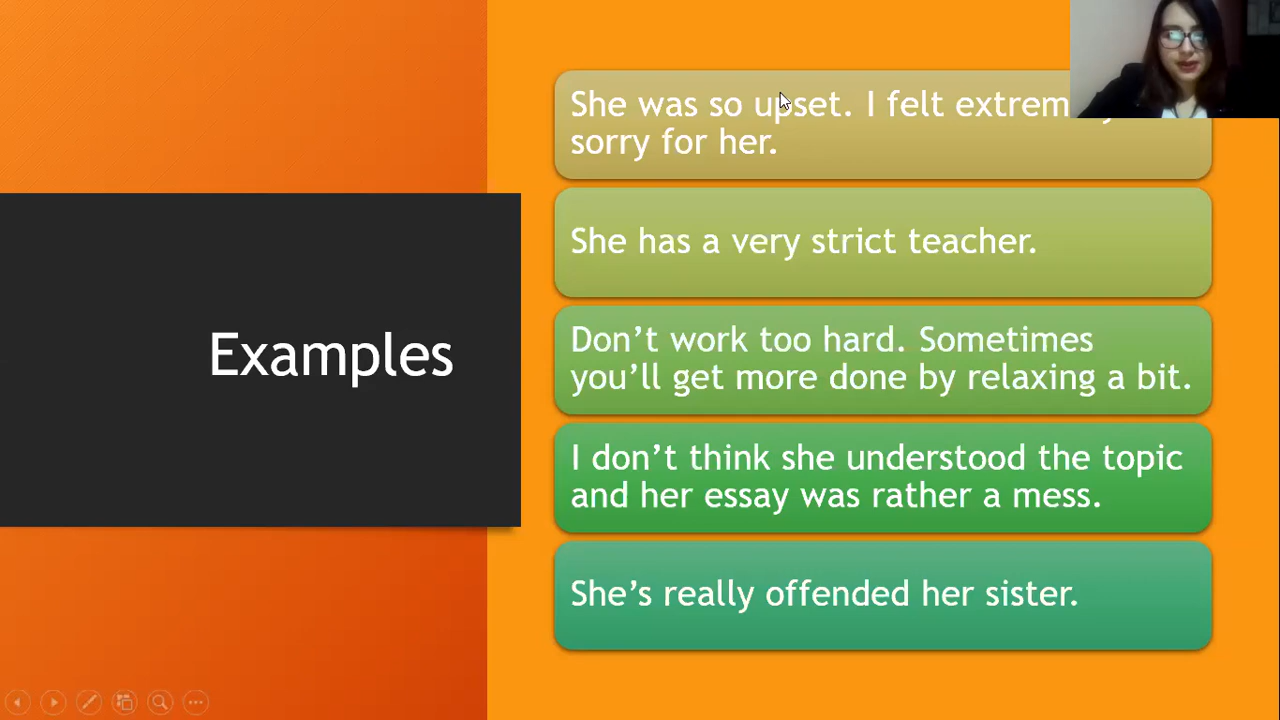 She was so upset. I felt
sorry for her.
She has a very strict teacher.
Examples
Don't work too hard. Sometimes
you'll get more done by relaxing a bit.
I don't think she understood the topic
and her essay was rather a mess.
She's really offended her sister.